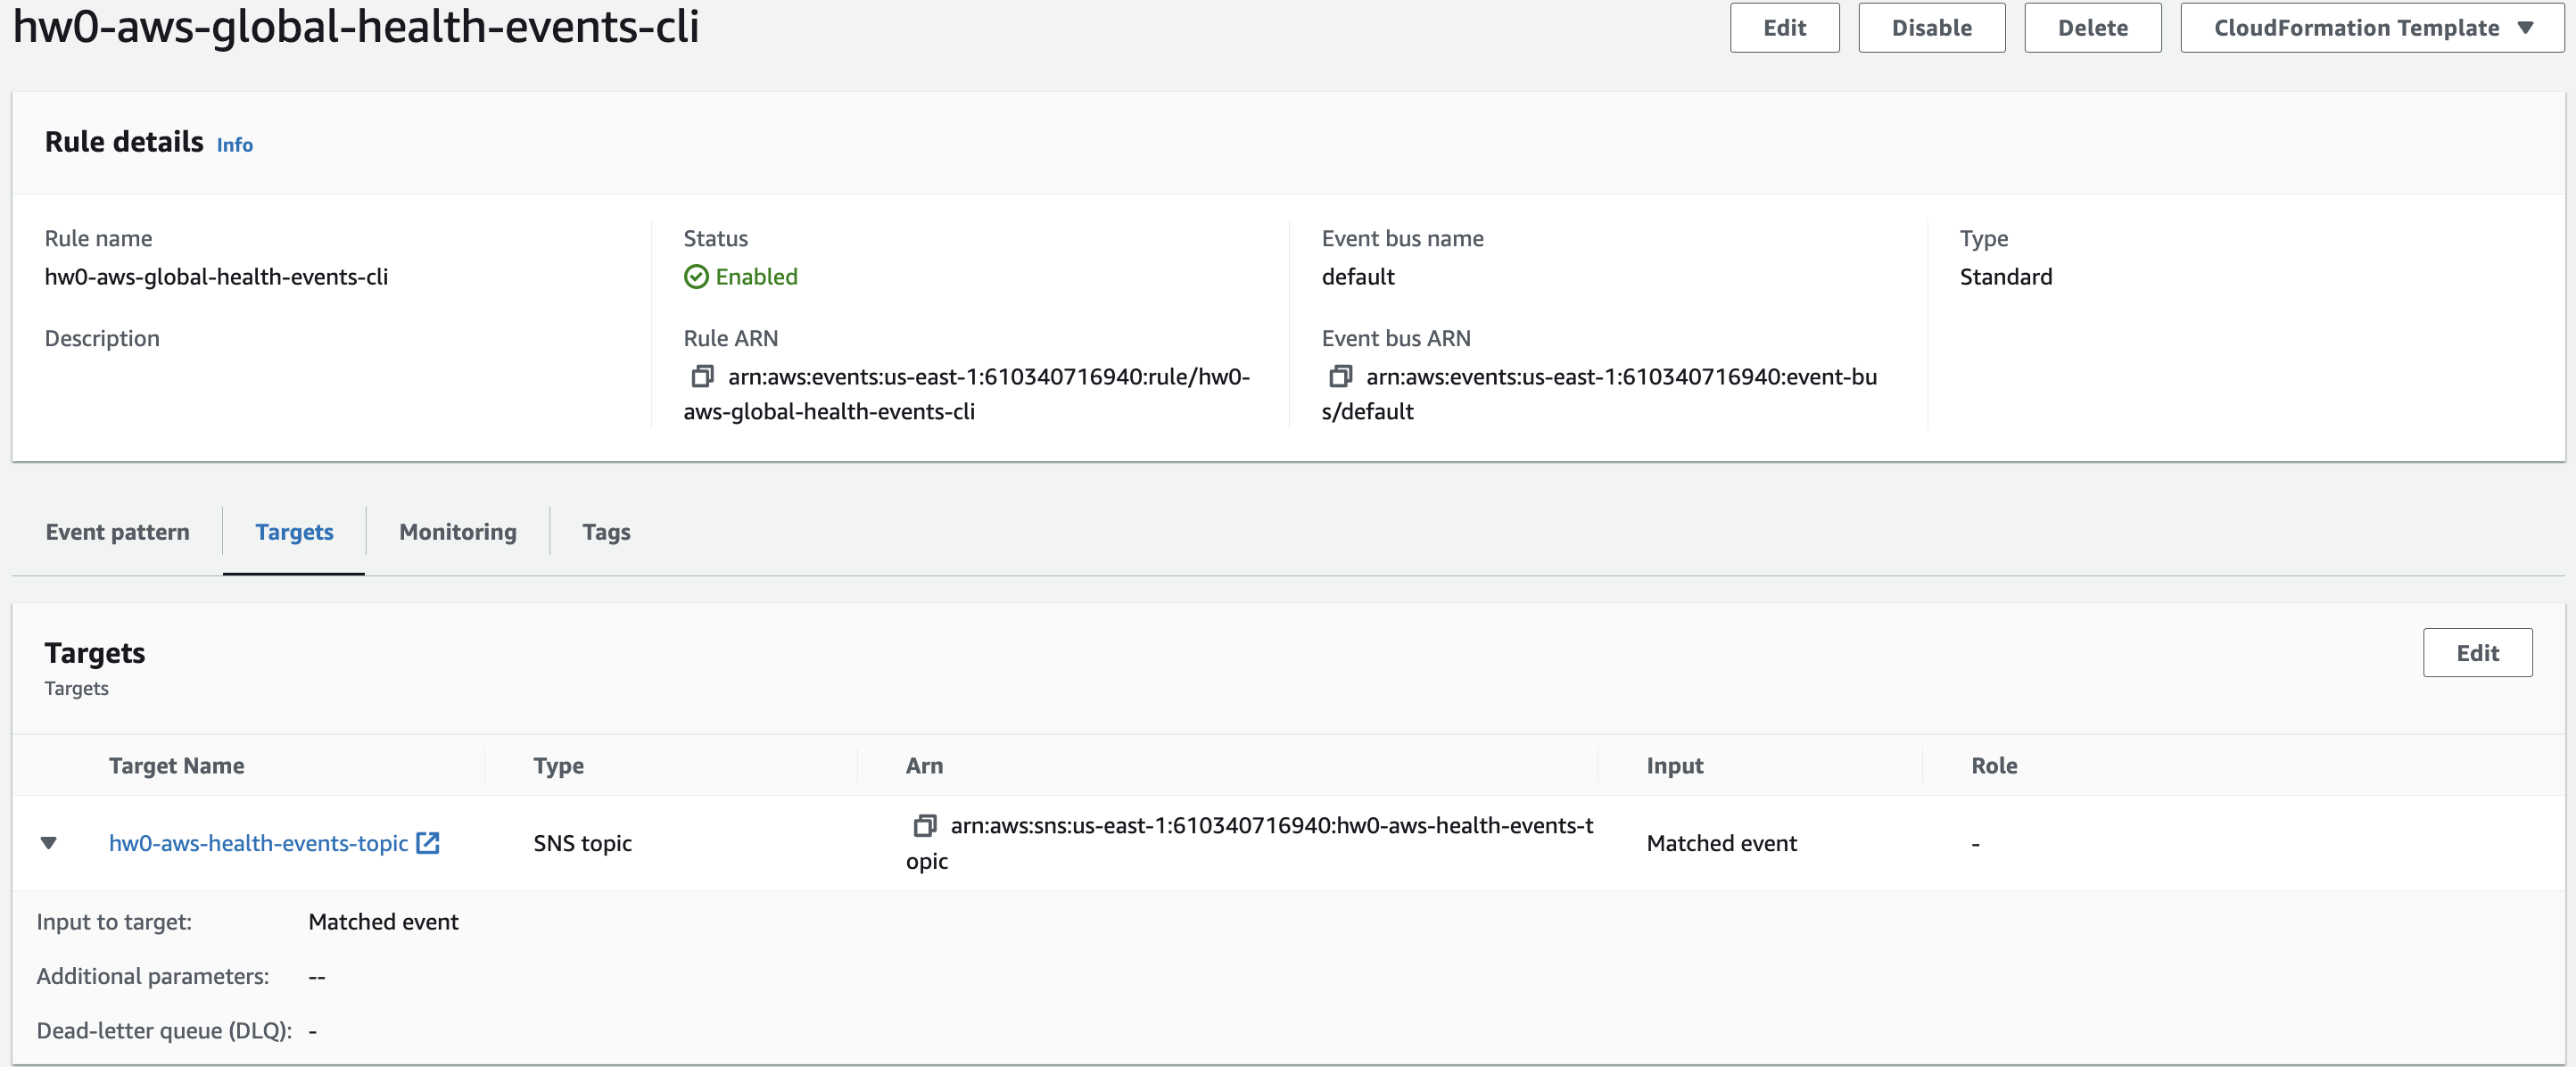 hw0-aws-global-health-events-cli
Edit
Disable
Delete
CloudFormation Template
Rule details Info
Rule name
hw0-aws-global-health-events-cli
Description
Status
Enabled
Rule ARN
arn:aws:events:us-east-1:610340716940:rule/hw0-
aws-global-health-events-cli
Event bus name
default
Event bus ARN
arn:aws:events:us-east-1:610340716940:event-bu
s/default
Type
Standard
Event pattern
Targets
Monitoring
Tags
Targets
Targets
Edit
Target Name
Type
Arn
Input
Role
hw0-aws-health-events-topic
SNS topic
arn:aws:sns:us-east-1:610340716940:hw0-aws-health-events-t
opic
Matched event
-
Input to target: Matched event
Additional parameters: --
Dead-letter queue (DLQ): -